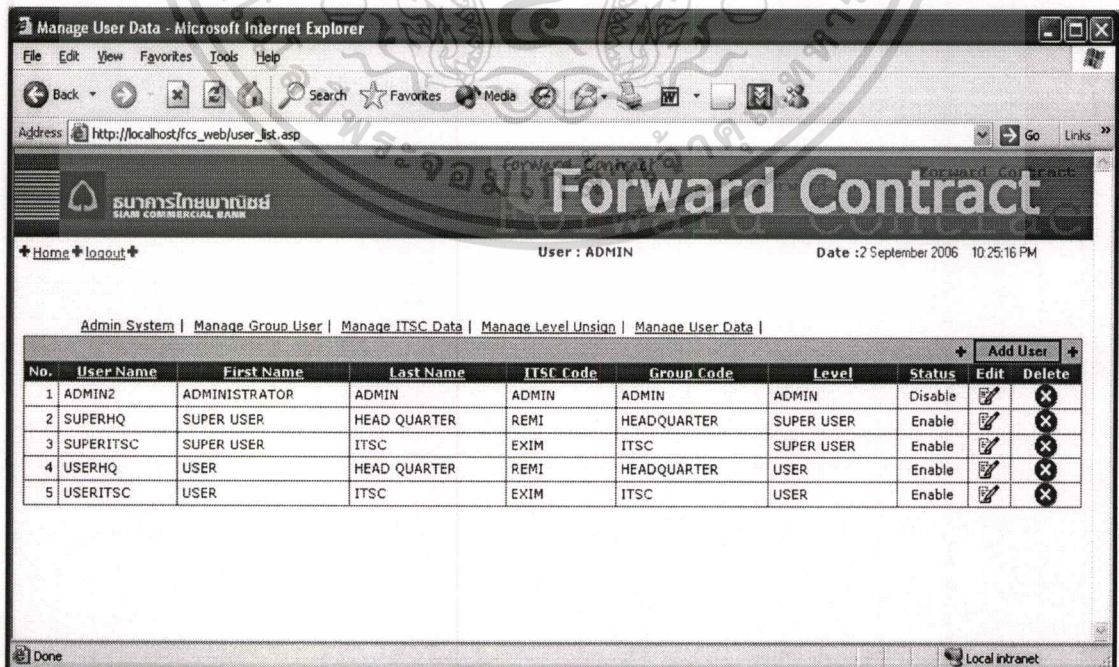 Manage User Data - Microsoft Internet Explorer
File Edit View Favorites Tools Help
Back Search Favorites Media
Address http://localhost/fcs_web/user_list.asp Go Links »
ธนาคารไทยพาณิชย์
SIAM COMMERCIAL BANK
Forward Contract
Forward Contract
Home logout User : ADMIN Date :2 September 2006 10:25:16 PM
Admin System | Manage Group User | Manage ITSC Data | Manage Level Unsign | Manage User Data |
Add User
No. User Name First Name Last Name ITSC Code Group Code Level Status Edit Delete
1 ADMIN2 ADMINISTRATOR ADMIN ADMIN ADMIN ADMIN Disable
2 SUPERHQ SUPER USER HEAD QUARTER REMI HEADQUARTER SUPER USER Enable
3 SUPERITSC SUPER USER ITSC EXIM ITSC SUPER USER Enable
4 USERHQ USER HEAD QUARTER REMI HEADQUARTER USER Enable
5 USERITSC USER ITSC EXIM ITSC USER Enable
Done Local intranet